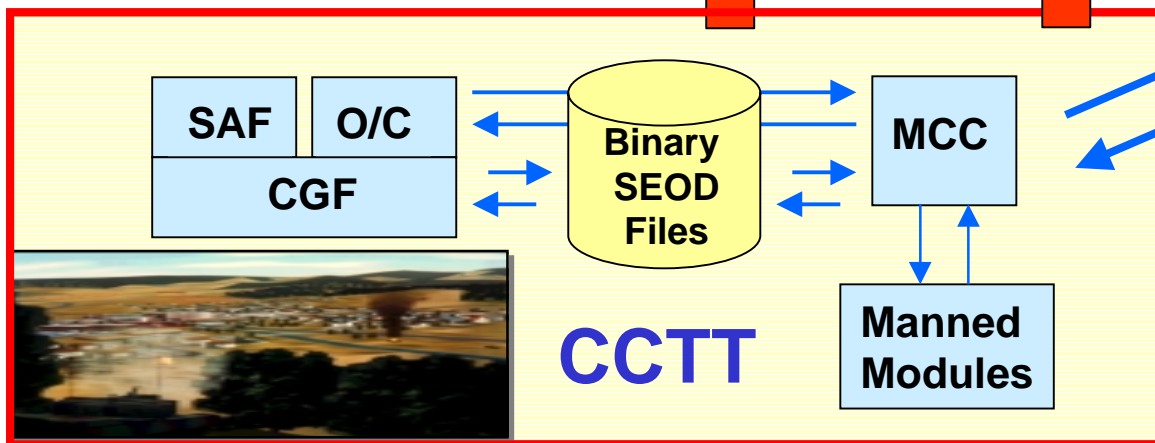 SAF
O/C
CGF
Binary
SEOD
Files
MCC
CCTT
Manned
Modules